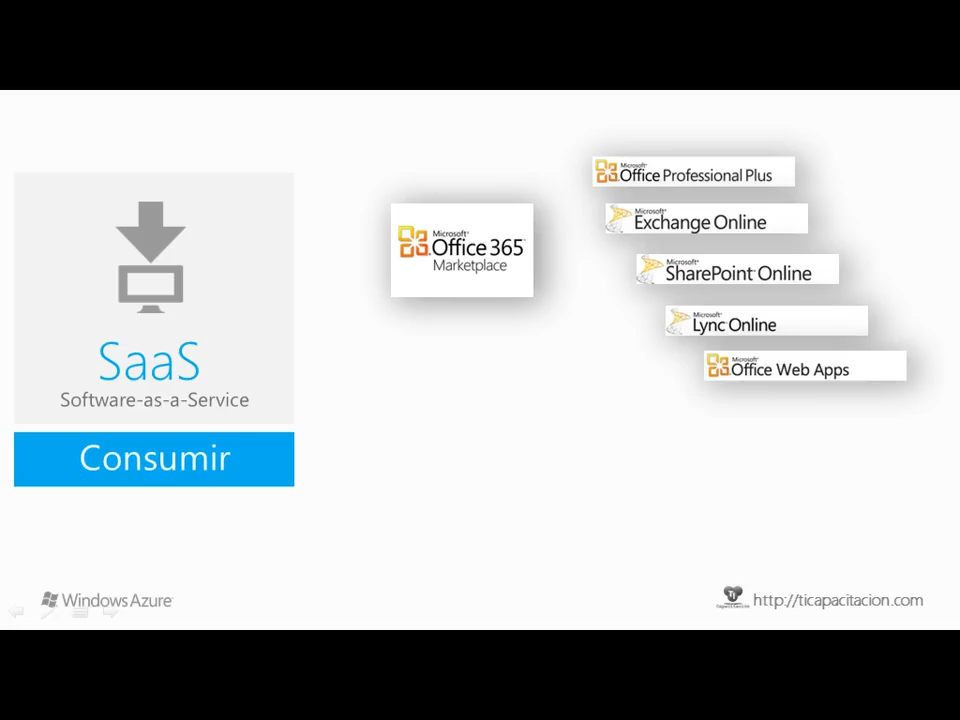 SaaS
Software-as-a-Service
Consumir
Microsoft®
Office 365
Marketplace
Microsoft®
Office Professional Plus
Microsoft®
Exchange Online
Microsoft®
SharePoint® Online
Microsoft®
Lync Online
Microsoft®
Office Web Apps
Windows Azure™
http://ticapacitacion.com